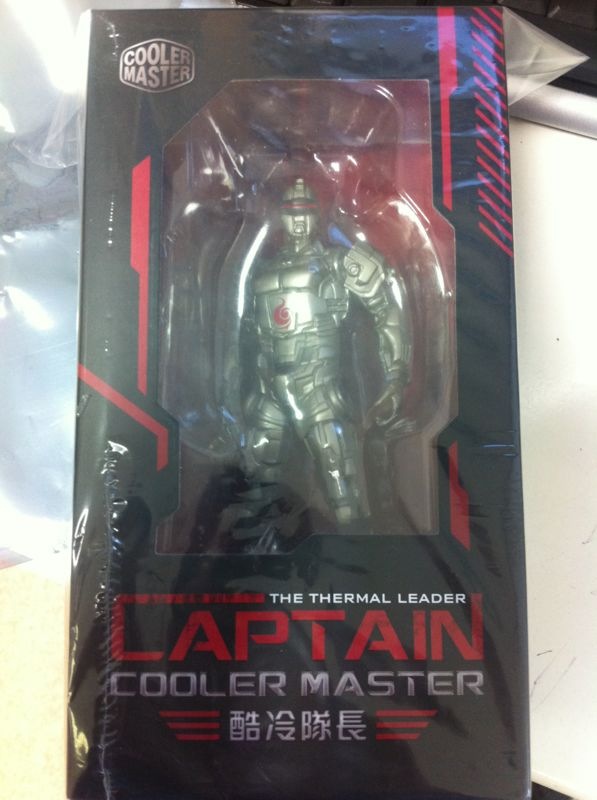 COOLER
MASTER
THE THERMAL LEADER
CAPTAIN
COOLER MASTER
酷冷隊長